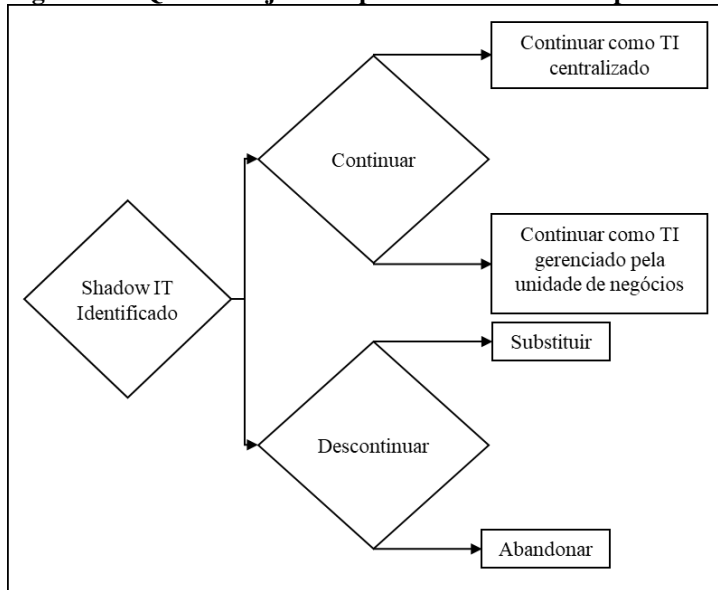 Continuar como TI
centralizado
Continuar
Continuar como TI
gerenciado pela
unidade de negócios
Shadow IT
Identificado
Substituir
Descontinuar
Abandonar